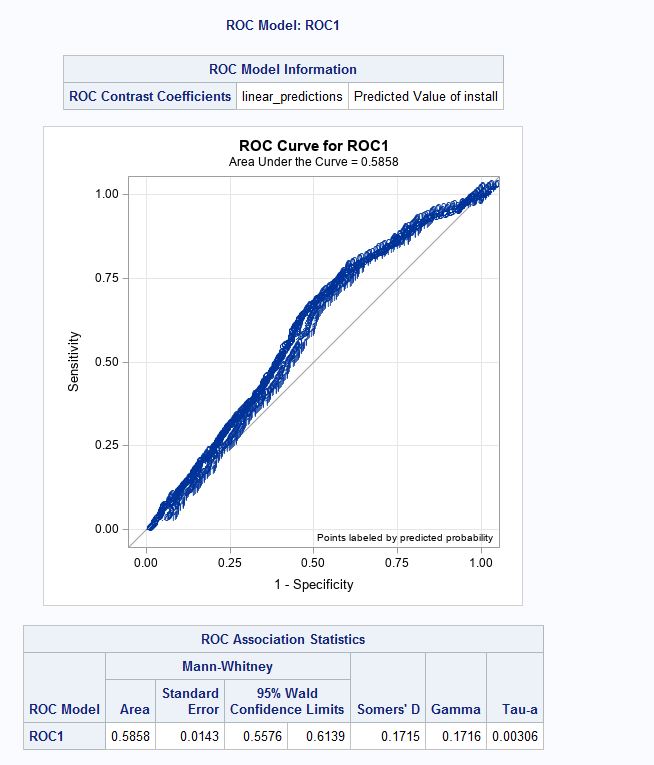 ROC Model: ROC1
ROC Model Information
ROC Contrast Coefficients linear_predictions Predicted Value of install
ROC Curve for ROC1
Area Under the Curve = 0.5858
1.00
0.75
Sensitivity
0.50
0.25
0.00
Points labeled by predicted probability
0.00 0.25 0.50 0.75 1.00
1 - Specificity
ROC Association Statistics
Mann-Whitney
Standard 95% Wald
ROC Model Area Error Confidence Limits Somers' D Gamma Tau-a
ROC1 0.5858 0.0143 0.5576 0.6139 0.1715 0.1716 0.00306